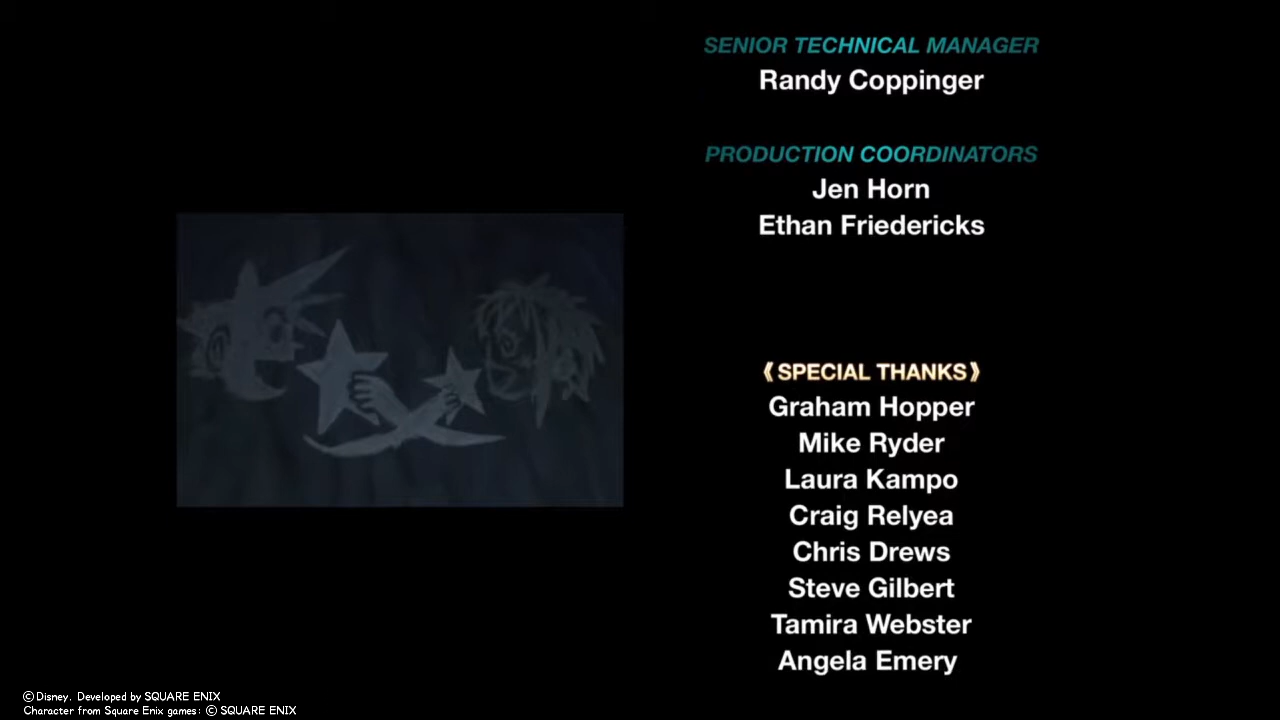 SENIOR TECHNICAL MANAGER
Randy Coppinger
PRODUCTION COORDINATORS
Jen Horn
Ethan Friedericks
《SPECIAL THANKS》
Graham Hopper
Mike Ryder
Laura Kampo
Craig Relyea
Chris Drews
Steve Gilbert
Tamira Webster
Angela Emery
© Disney. Developed by SQUARE ENIX
Character from Square Enix games: © SQUARE ENIX